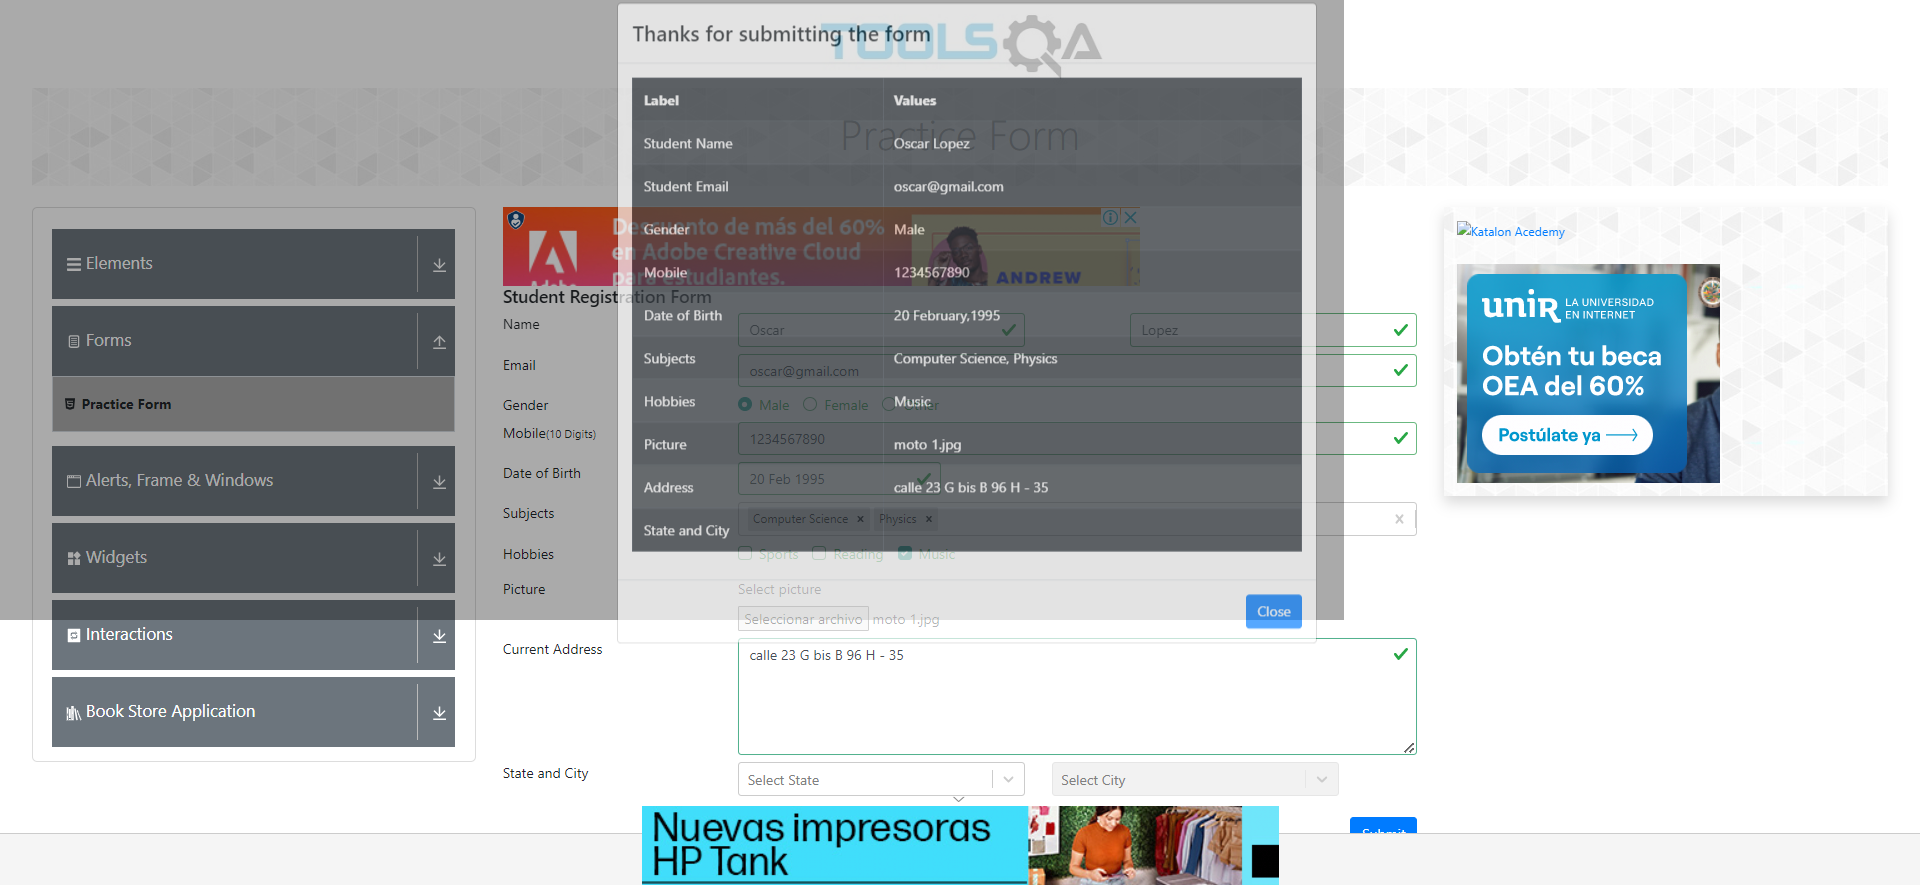 Thanks for submitting the form
TOOLSQA
Label Values
Practice Form
Student Name Oscar Lopez
Student Email oscar@gmail.com
Gender Male
Mobile 1234567890
Date of Birth 20 February,1995
Subjects Computer Science, Physics
Hobbies Music
Picture moto 1.jpg
Address calle 23 G bis B 96 H - 35
State and City
Close
Elements
Forms
Practice Form
Alerts, Frame & Windows
Widgets
Interactions
Book Store Application
Descuento de más del 60%
en Adobe Creative Cloud
para estudiantes.
Adobe
ANDREW
Student Registration Form
Name Oscar Lopez
Email oscar@gmail.com
Gender Male Female Other
Mobile(10 Digits) 1234567890
Date of Birth 20 Feb 1995
Subjects Computer Science × Physics ×
Hobbies Sports Reading Music
Picture Select picture
Seleccionar archivo moto 1.jpg
Current Address calle 23 G bis B 96 H - 35
State and City Select State Select City
Submit
Katalon Acedemy
unir LA UNIVERSIDAD
EN INTERNET
Obtén tu beca
OEA del 60%
Postúlate ya
Nuevas impresoras
HP Tank